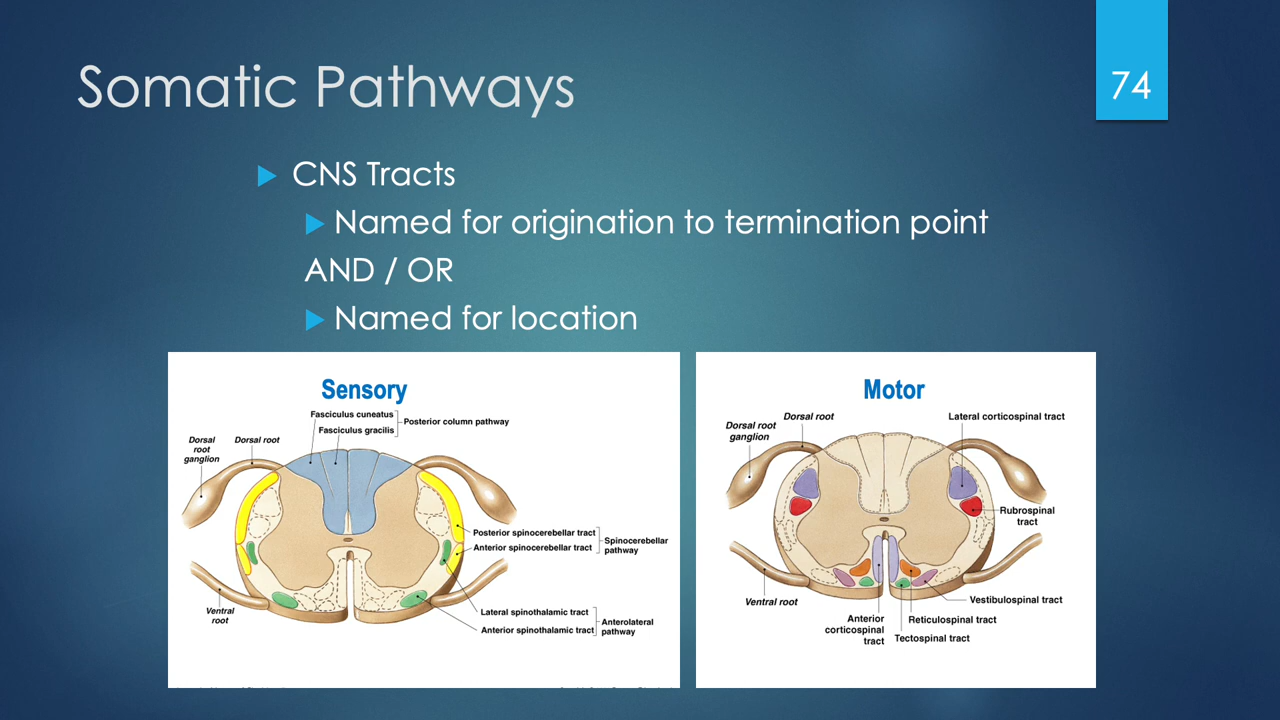 Somatic Pathways
74
CNS Tracts
Named for origination to termination point
AND / OR
Named for location
Sensory
Fasciculus cuneatus
Fasciculus gracilis
Posterior column pathway
Dorsal
root
ganglion
Dorsal root
Posterior spinocerebellar tract
Anterior spinocerebellar tract
Spinocerebellar
pathway
Ventral
root
Lateral spinothalamic tract
Anterior spinothalamic tract
Anterolateral
pathway
Motor
Dorsal root
Dorsal root
ganglion
Lateral corticospinal tract
Rubrospinal
tract
Ventral root
Vestibulospinal tract
Anterior
corticospinal
tract
Reticulospinal tract
Tectospinal tract